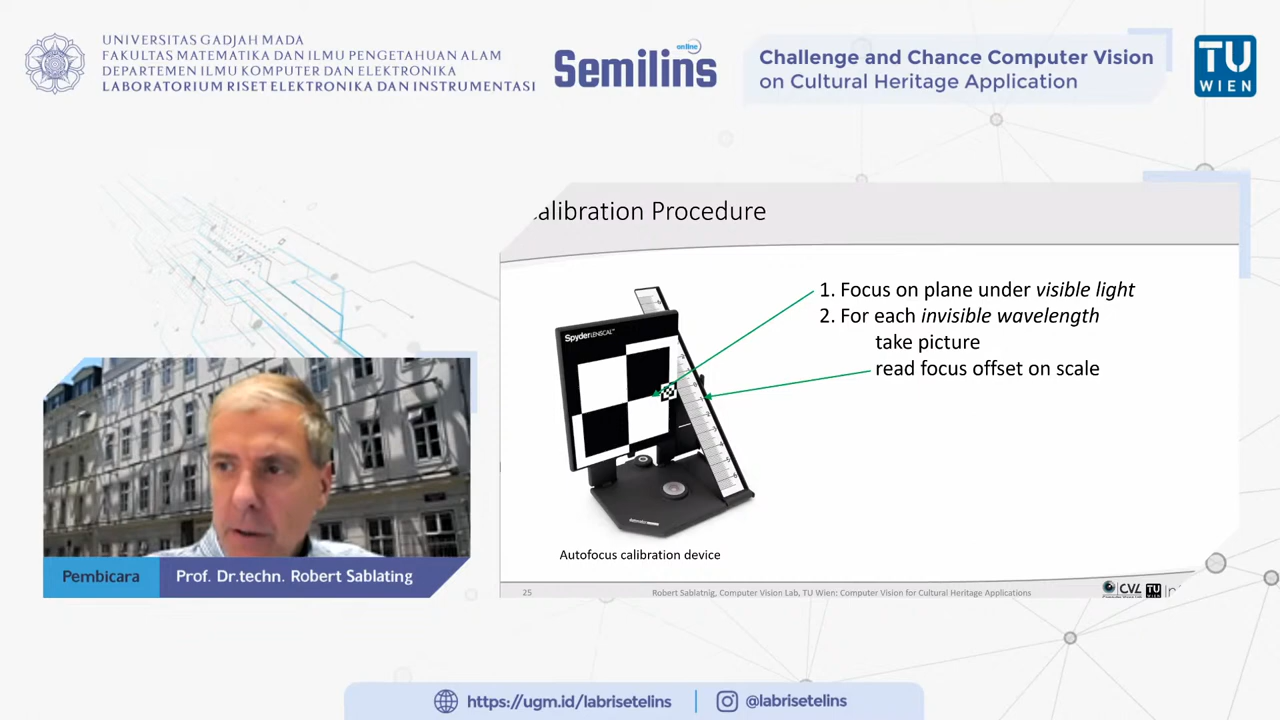 UNIVERSITAS GADJAH MADA
FAKULTAS MATEMATIKA DAN ILMU PENGETAHUAN ALAM
DEPARTEMEN ILMU KOMPUTER DAN ELEKTRONIKA
LABORATORIUM RISET ELEKTRONIKA DAN INSTRUMENTASI
online
Semilins
Challenge and Chance Computer Vision
on Cultural Heritage Application
TU
WIEN
alibration Procedure
1. Focus on plane under visible light
2. For each invisible wavelength
take picture
read focus offset on scale
SpyderLENSCAL™
Autofocus calibration device
25
Robert Sablatnig, Computer Vision Lab, TU Wien: Computer Vision for Cultural Heritage Applications
CVL
TU
Pembicara
Prof. Dr.techn. Robert Sablating
https://ugm.id/labrisetelins
@labrisetelins